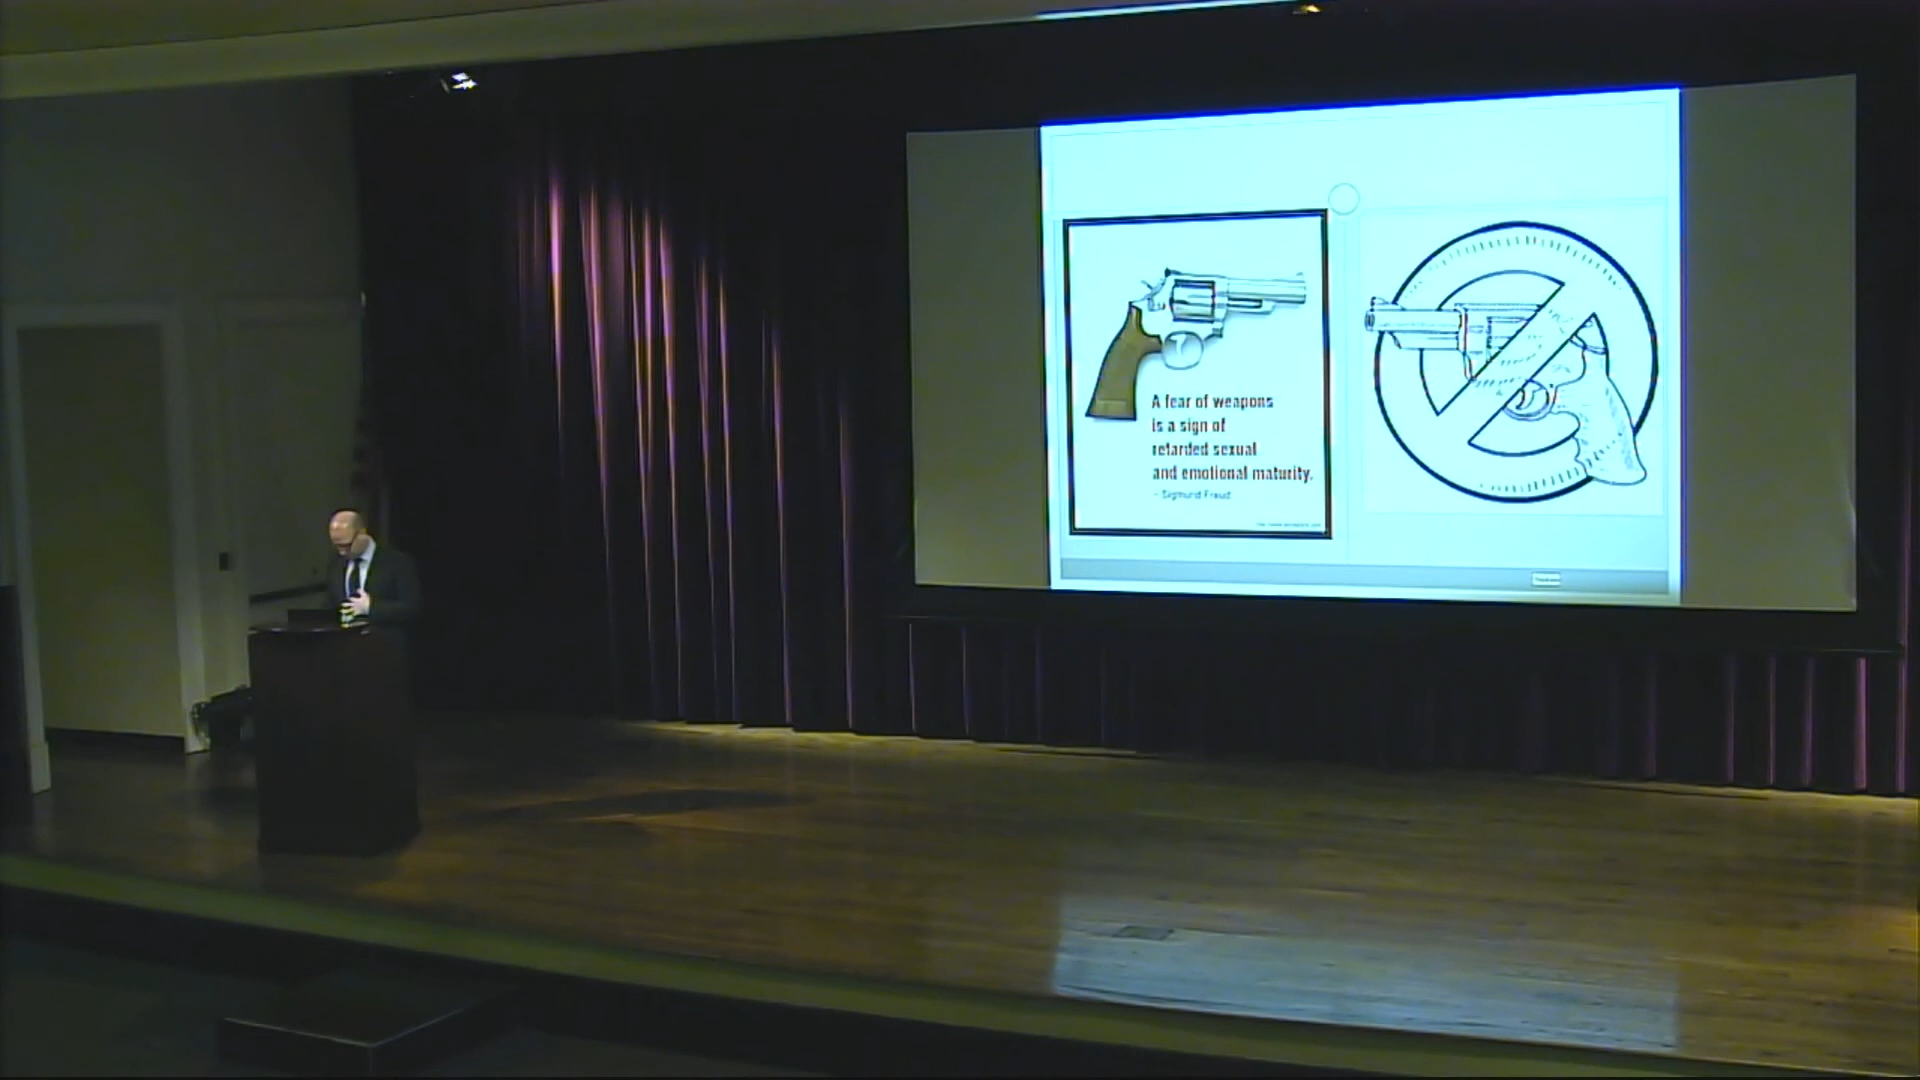 A fear of weapons
is a sign of
retarded sexual
and emotional maturity.
- Sigmund Freud